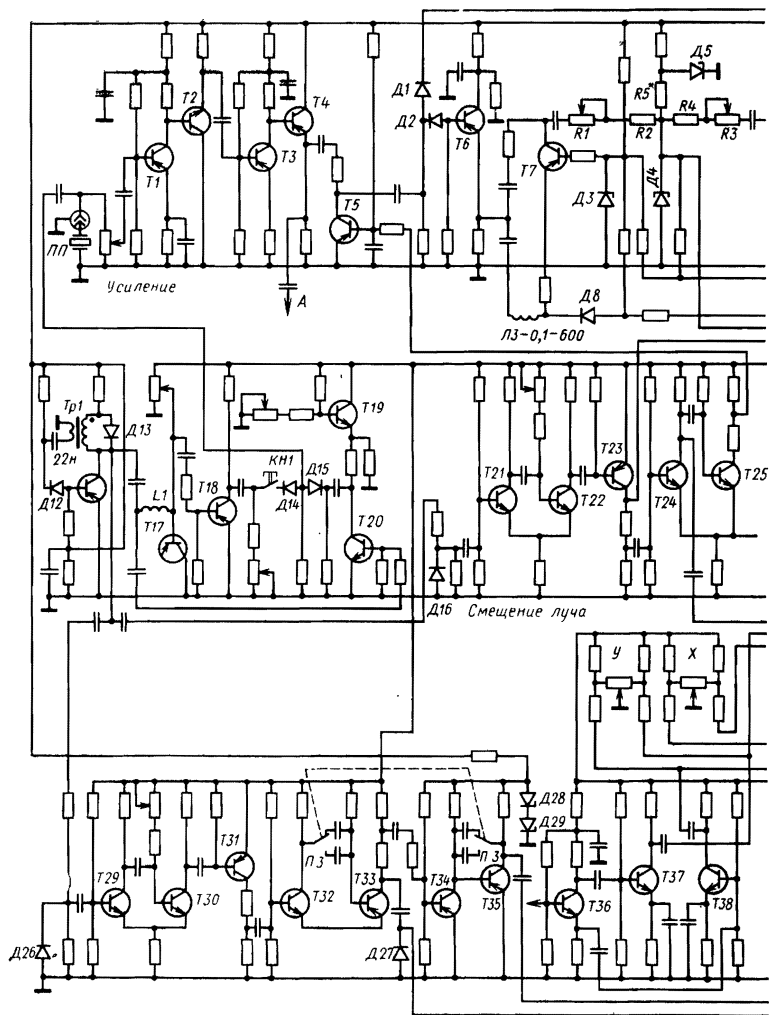 Т2
Т4
Т1
Т3
Т5
ПП
Усиление
А
Д1
Д2
Т6
Т7
R1
R2
R5*
R4
R3
Д5
Д3
Д4
Д8
ЛЗ-0,1-600
Тр1
22н
Д13
Д12
L1
Т17
Т18
КН1
Д14
Д15
Т19
Т20
Д16
Т21
Т22
Т23
Т24
Т25
Смещение луча
У
Х
Т29
Т30
Т31
Д26
П3
Т32
Т33
Д27
Т34
П3
Т35
Д28
Д29
Т36
Т37
Т38